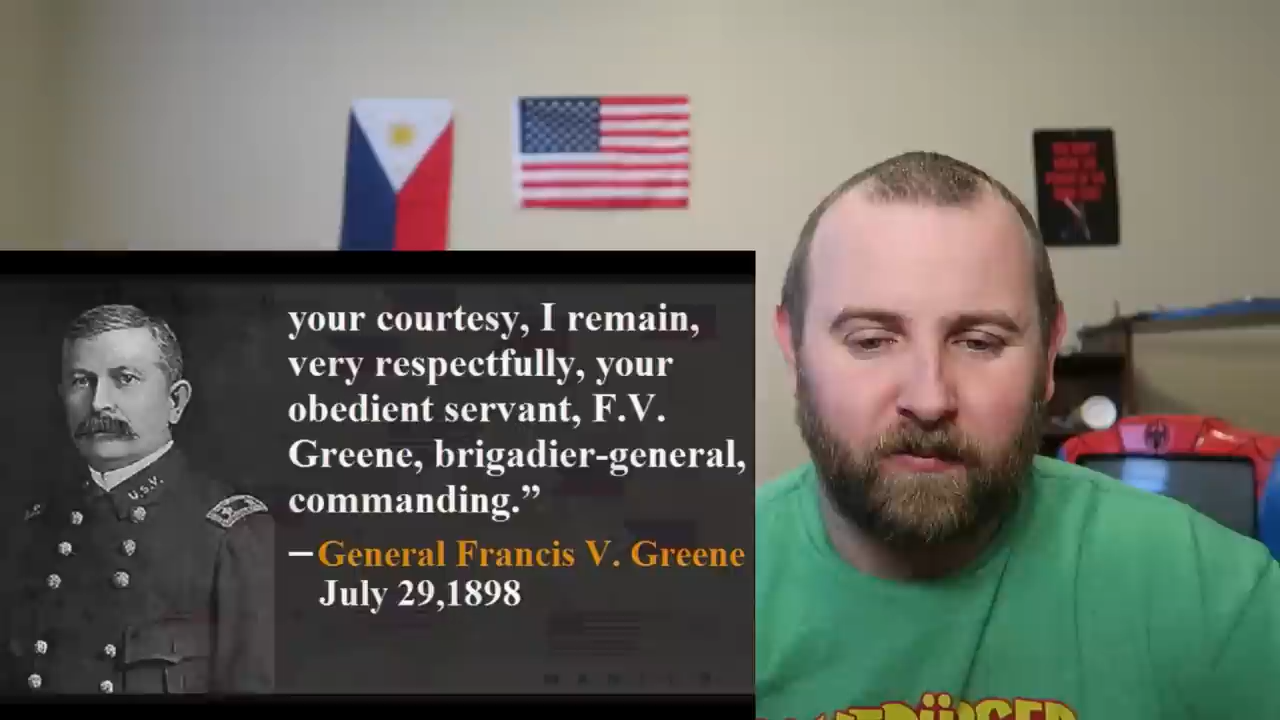 your courtesy, I remain,
very respectfully, your
obedient servant, F.V.
Greene, brigadier-general,
commanding.”
—General Francis V. Greene
July 29,1898
U.S.V.